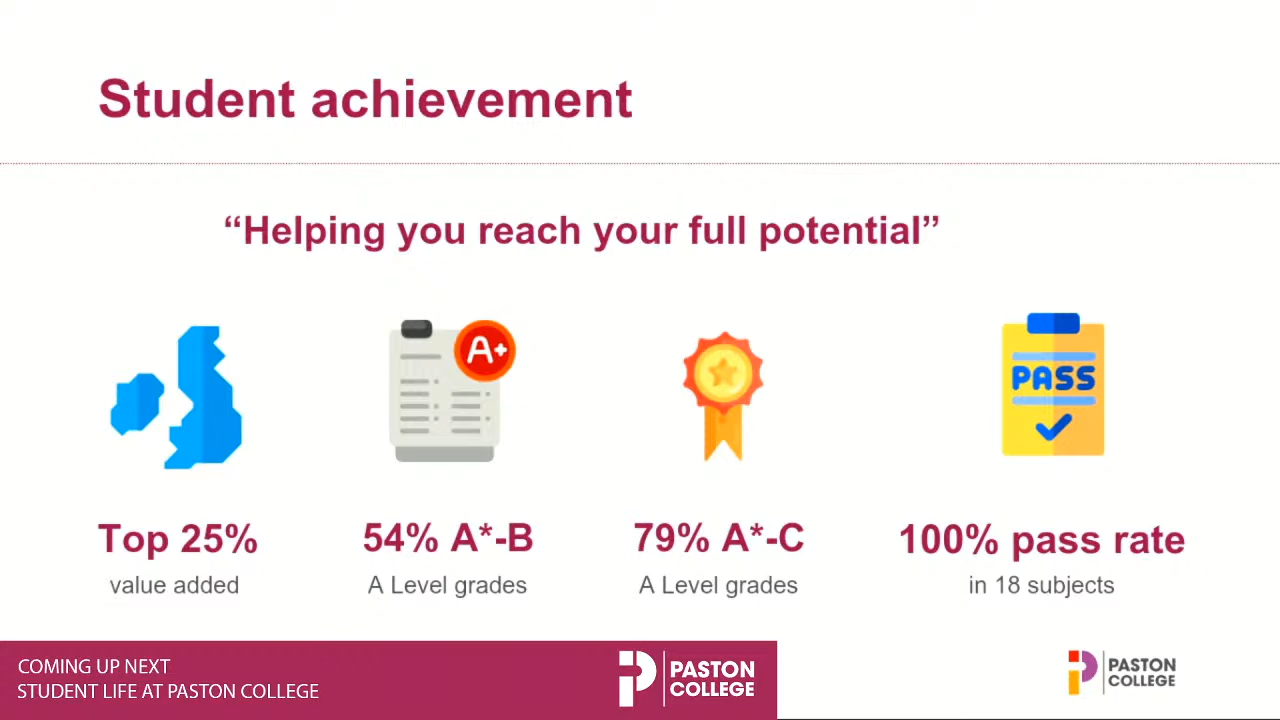 Student achievement
“Helping you reach your full potential”
A+
PASS
Top 25%
value added
54% A*-B
A Level grades
79% A*-C
A Level grades
100% pass rate
in 18 subjects
COMING UP NEXT
STUDENT LIFE AT PASTON COLLEGE
PASTON
COLLEGE
PASTON
COLLEGE